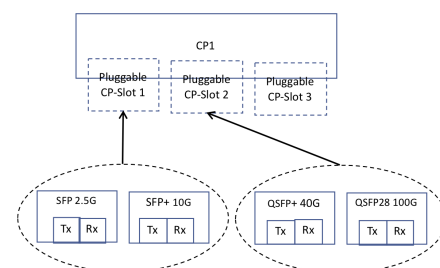 CP1
Pluggable CP-Slot 1
Pluggable CP-Slot 2
Pluggable CP-Slot 3
SFP 2.5G
Tx Rx
SFP+ 10G
Tx Rx
QSFP+ 40G
Tx Rx
QSFP28 100G
Tx Rx